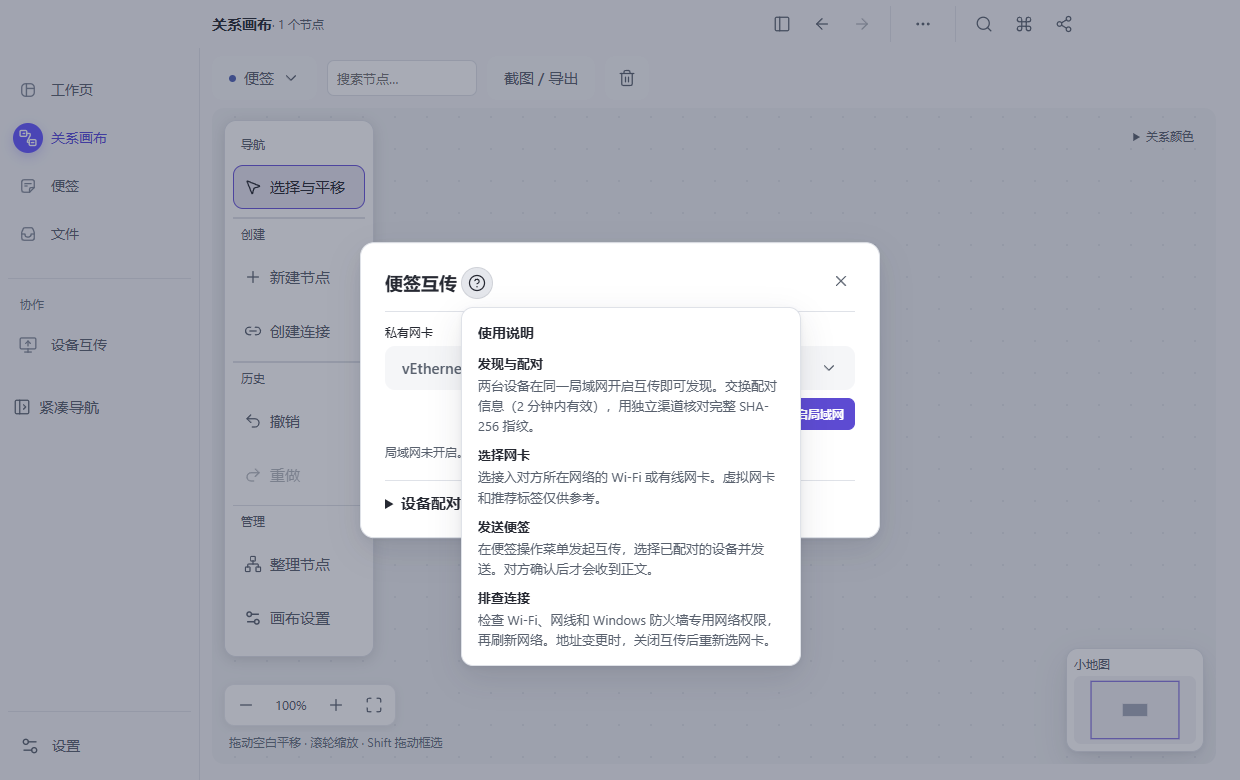 关系画布· 1 个节点
工作页
关系画布
便签
文件
协作
设备互传
紧凑导航
设置
便签
搜索节点...
截图 / 导出
关系颜色
导航
选择与平移
创建
新建节点
创建连接
历史
撤销
重做
管理
整理节点
画布设置
100%
拖动空白平移 · 滚轮缩放 · Shift 拖动框选
小地图
便签互传
私有网卡
vEtherne
启局域网
局域网未开启。
设备配对
使用说明
发现与配对
两台设备在同一局域网开启互传即可发现。交换配对
信息（2 分钟内有效），用独立渠道核对完整 SHA-
256 指纹。
选择网卡
选接入对方所在网络的 Wi-Fi 或有线网卡。虚拟网卡
和推荐标签仅供参考。
发送便签
在便签操作菜单发起互传，选择已配对的设备并发
送。对方确认后才会收到正文。
排查连接
检查 Wi-Fi、网线和 Windows 防火墙专用网络权限，
再刷新网络。地址变更时，关闭互传后重新选网卡。